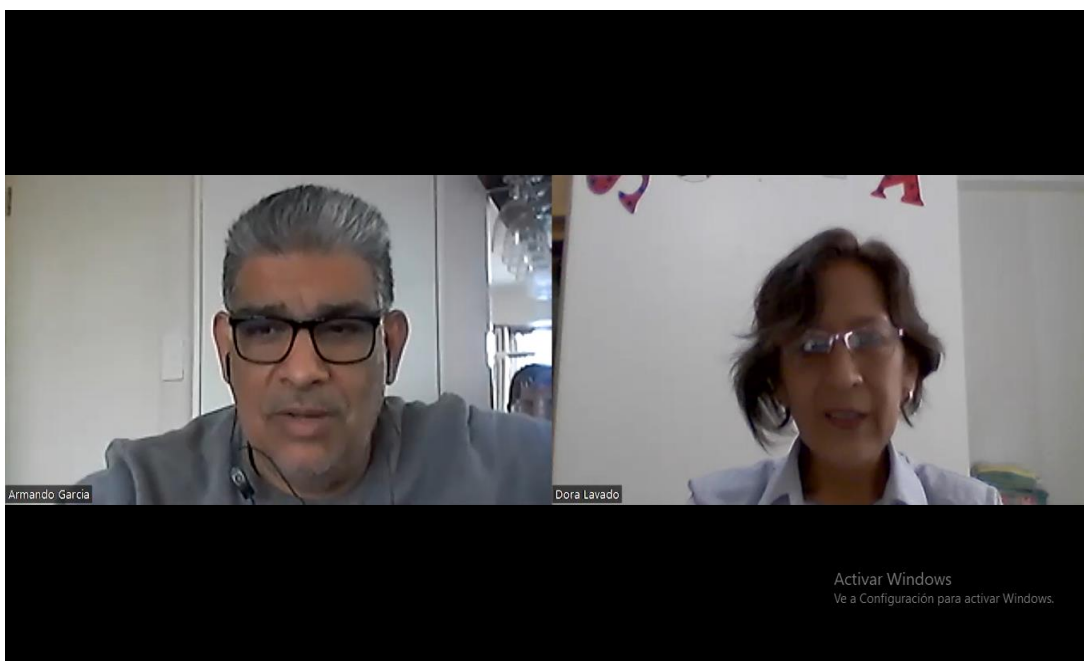 A
Armando Garcia
Dora Lavado
Activar Windows
Ve a Configuración para activar Windows.